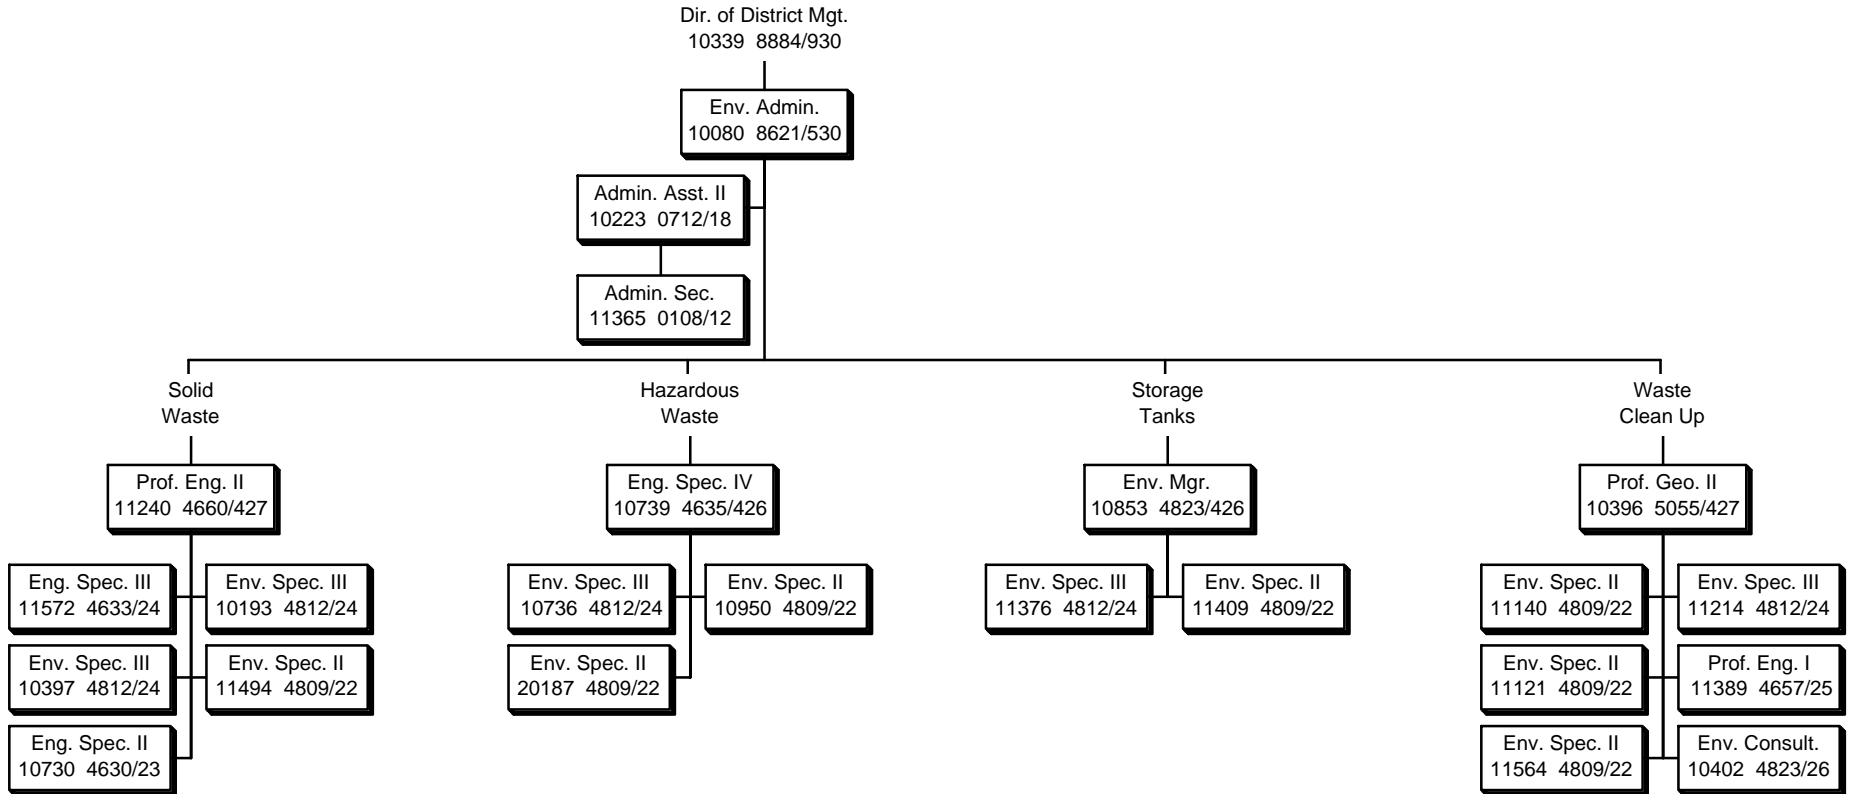 Dir. of District Mgt.
10339 8884/930
Env. Admin.
10080 8621/530
Admin. Asst. II
10223 0712/18
Admin. Sec.
11365 0108/12
Solid
Waste
Hazardous
Waste
Storage
Tanks
Waste
Clean Up
Prof. Eng. II
11240 4660/427
Eng. Spec. IV
10739 4635/426
Env. Mgr.
10853 4823/426
Prof. Geo. II
10396 5055/427
Eng. Spec. III
11572 4633/24
Env. Spec. III
10193 4812/24
Env. Spec. III
10397 4812/24
Env. Spec. II
11494 4809/22
Eng. Spec. II
10730 4630/23
Env. Spec. III
10736 4812/24
Env. Spec. II
10950 4809/22
Env. Spec. II
20187 4809/22
Env. Spec. III
11376 4812/24
Env. Spec. II
11409 4809/22
Env. Spec. II
11140 4809/22
Env. Spec. III
11214 4812/24
Env. Spec. II
11121 4809/22
Prof. Eng. I
11389 4657/25
Env. Spec. II
11564 4809/22
Env. Consult.
10402 4823/26